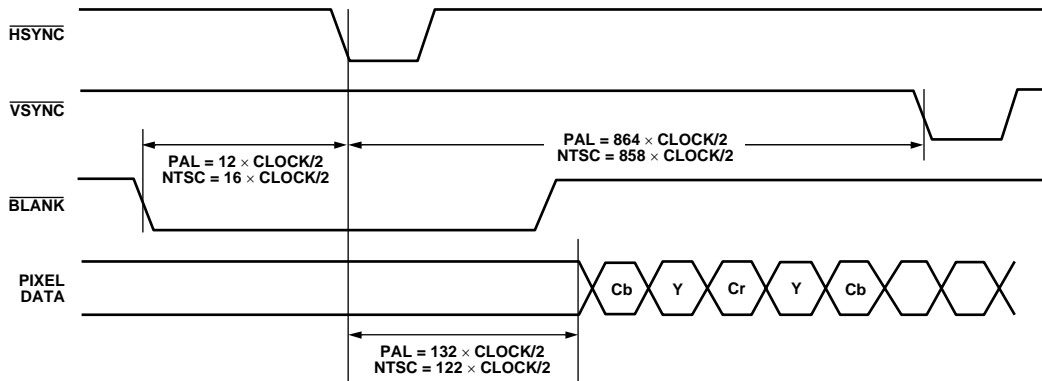 HSYNC
VSYNC
PAL = 864 × CLOCK/2
NTSC = 858 × CLOCK/2
PAL = 12 × CLOCK/2
NTSC = 16 × CLOCK/2
BLANK
PIXEL
DATA
Cb Y Cr Y Cb
PAL = 132 × CLOCK/2
NTSC = 122 × CLOCK/2